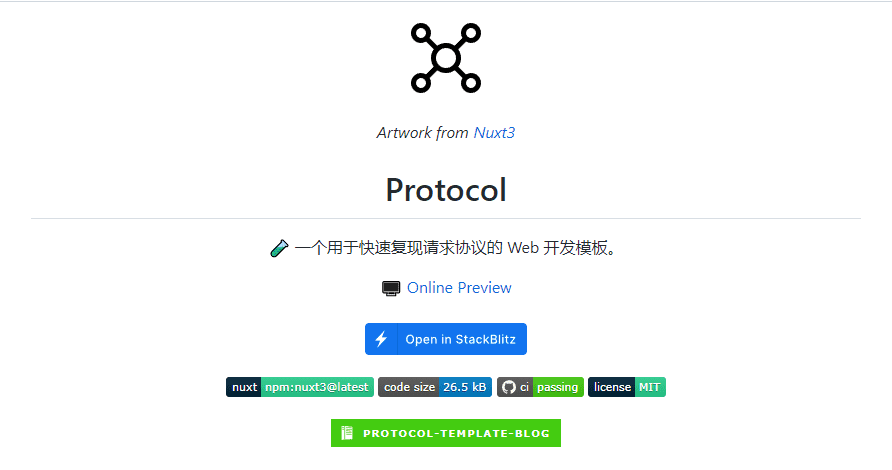 Artwork from Nuxt3
Protocol
一个用于快速复现请求协议的 Web 开发模板。
Online Preview
Open in StackBlitz
nuxt npm:nuxt3@latest code size 26.5 kB ci passing license MIT
PROTOCOL-TEMPLATE-BLOG